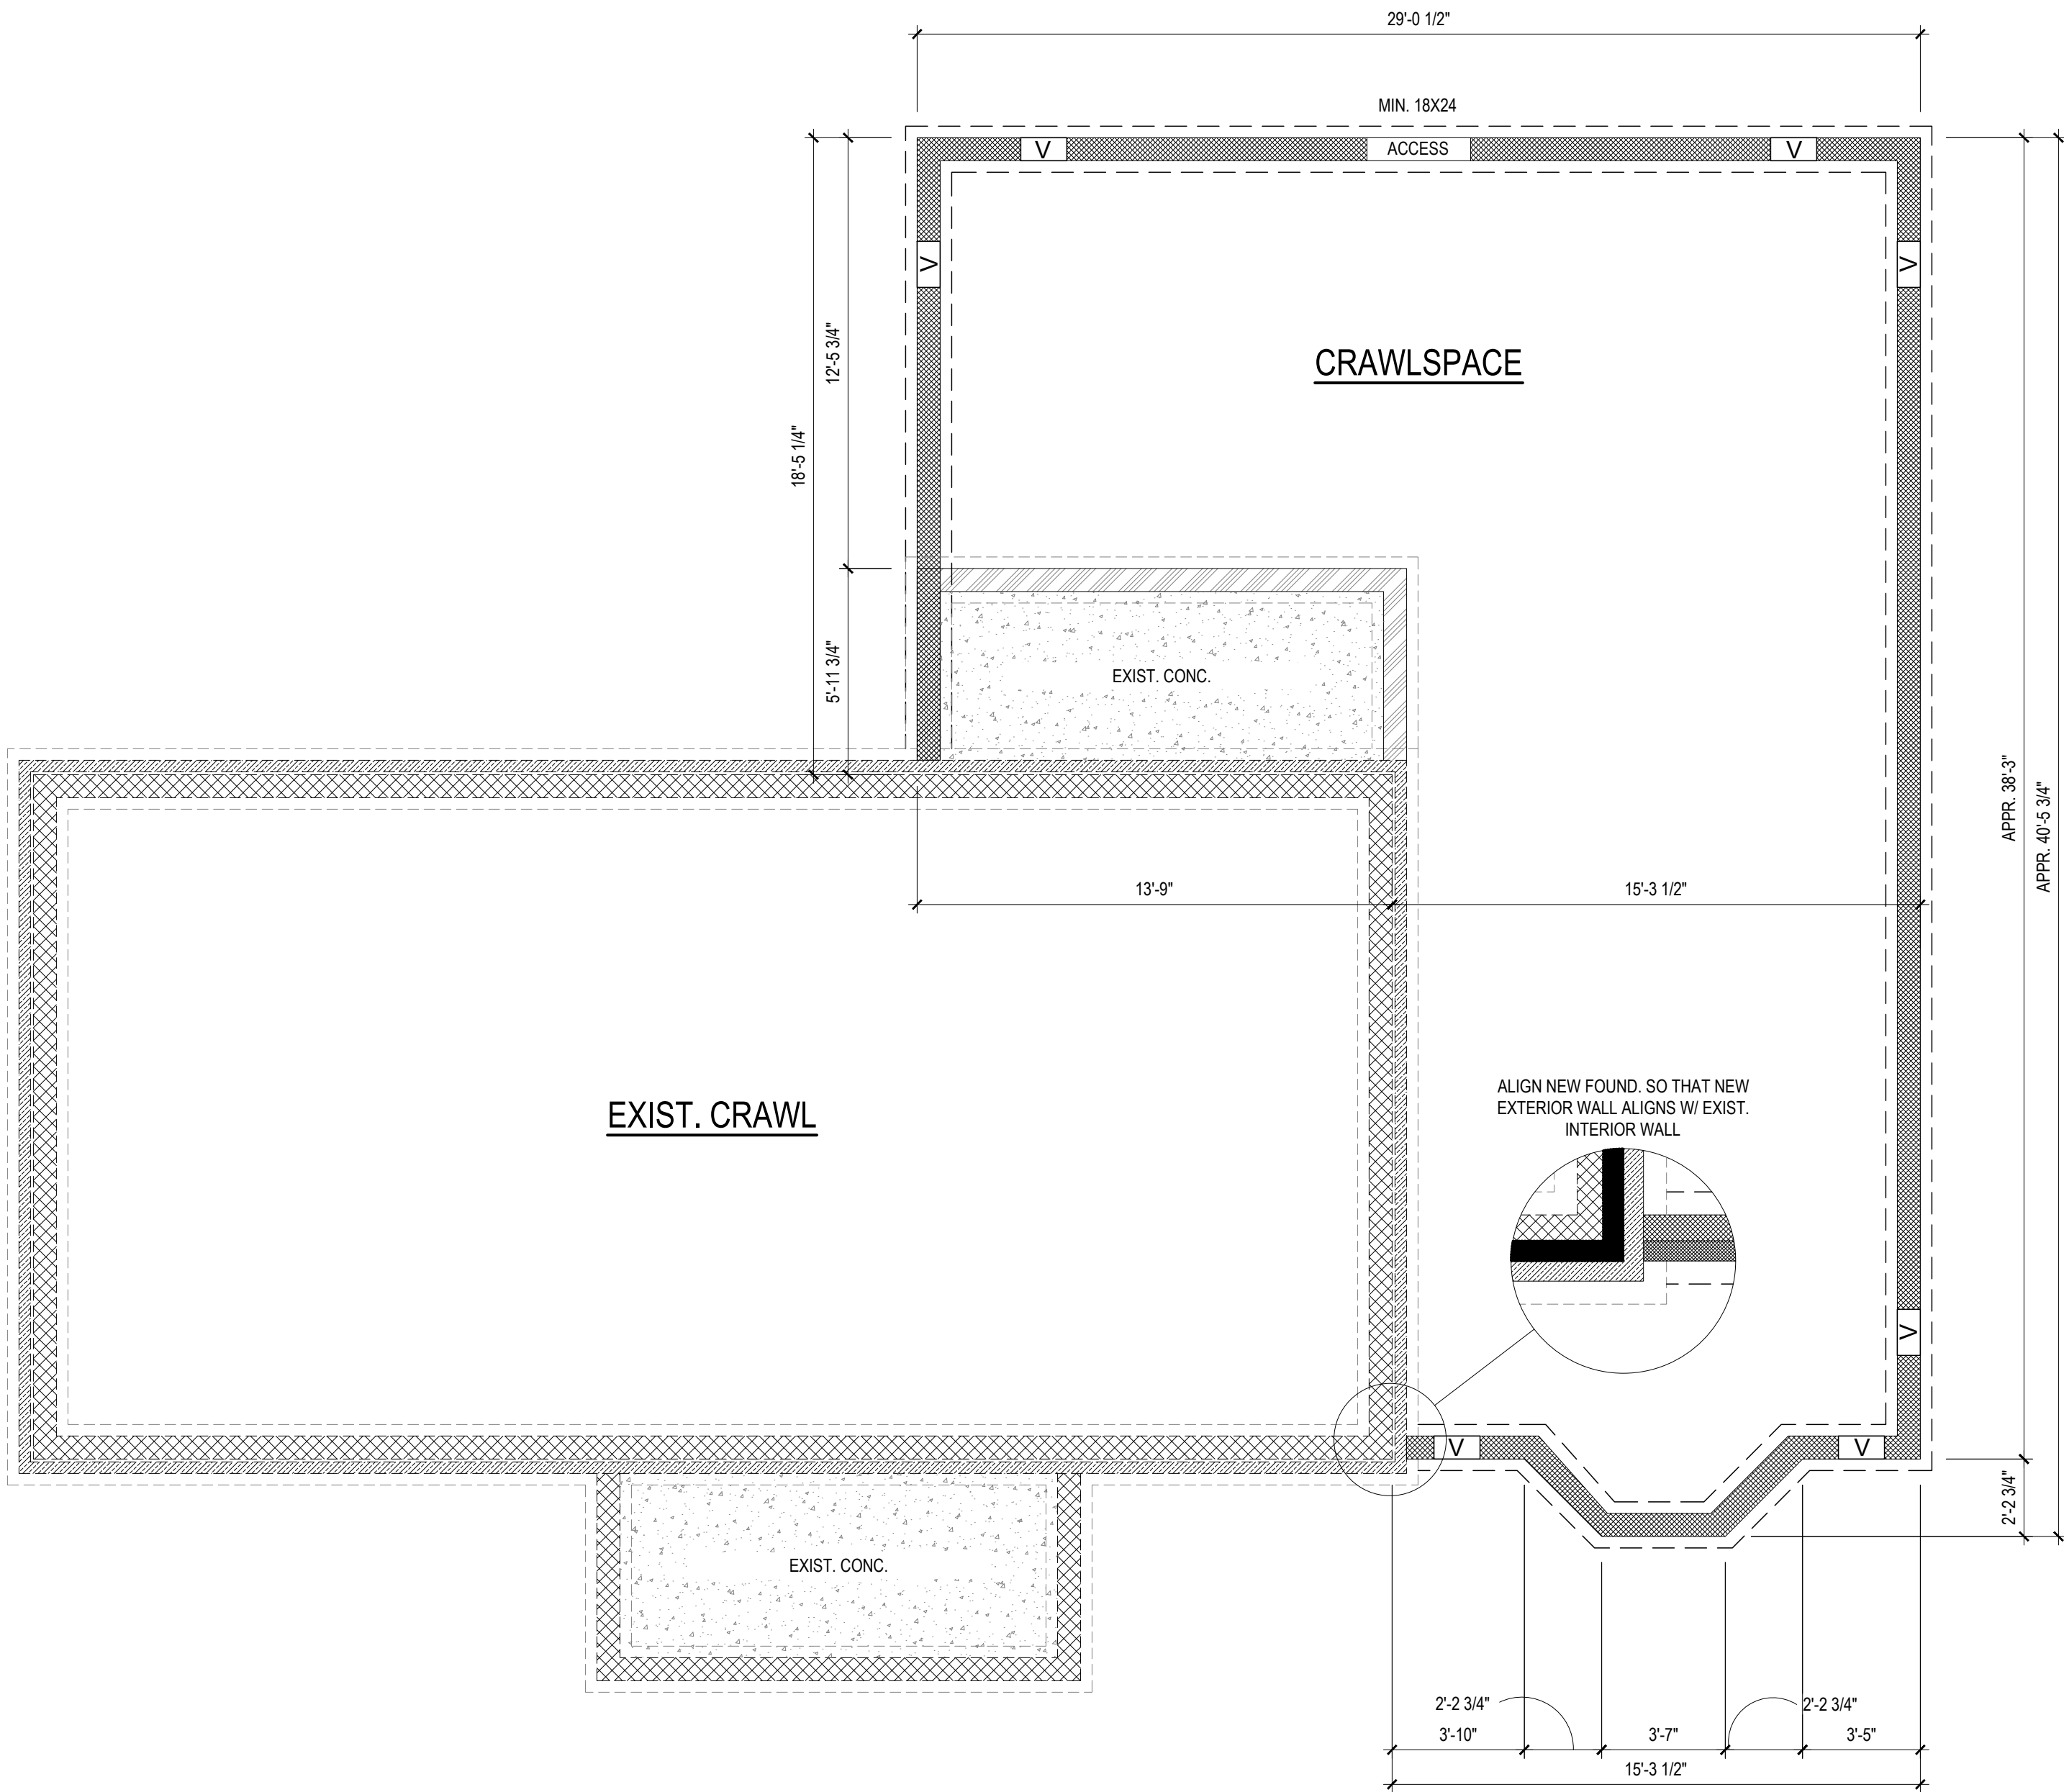 29'-0 1/2"
MIN. 18X24
V
ACCESS
V
V
V
12'-5 3/4"
CRAWLSPACE
18'-5 1/4"
5'-11 3/4"
EXIST. CONC.
APPR. 38'-3"
APPR. 40'-5 3/4"
13'-9"
15'-3 1/2"
ALIGN NEW FOUND. SO THAT NEW
EXTERIOR WALL ALIGNS W/ EXIST.
INTERIOR WALL
EXIST. CRAWL
V
V
V
2'-2 3/4"
EXIST. CONC.
2'-2 3/4"
2'-2 3/4"
3'-10"
3'-7"
3'-5"
15'-3 1/2"